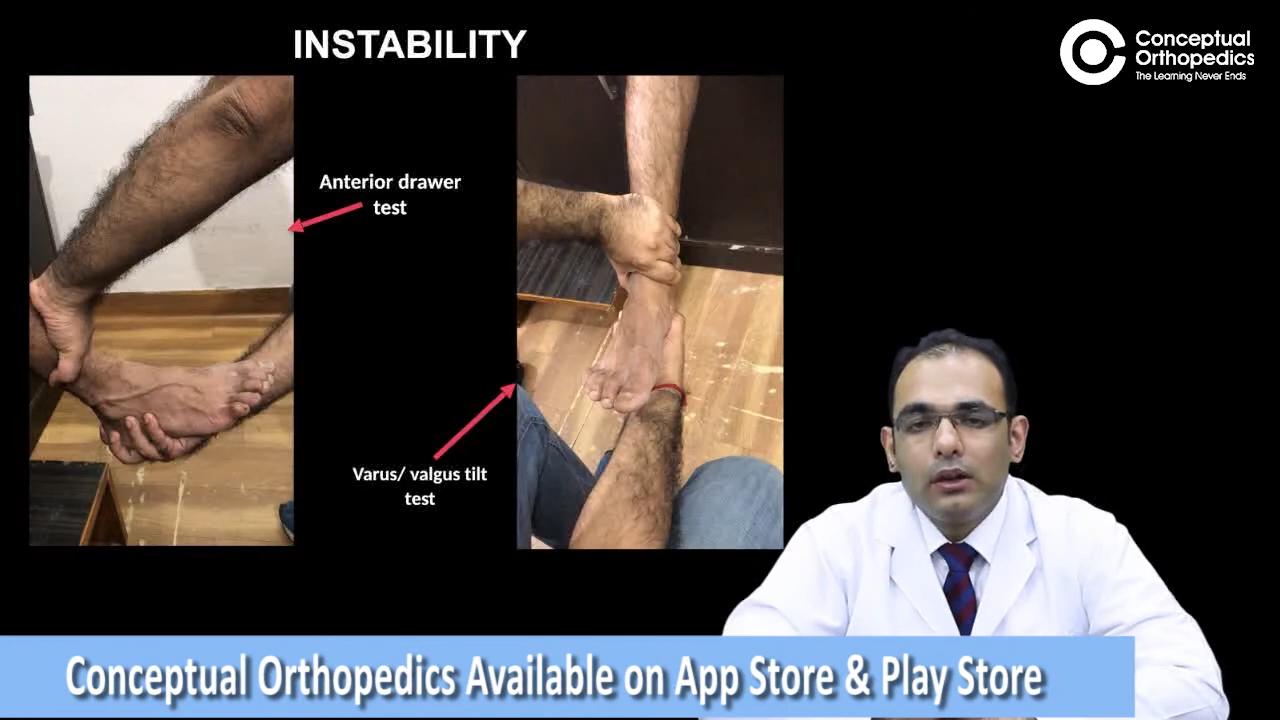 INSTABILITY
Conceptual
Orthopedics
The Learning Never Ends
Anterior drawer
test
Varus/ valgus tilt
test
Conceptual Orthopedics Available on App Store & Play Store